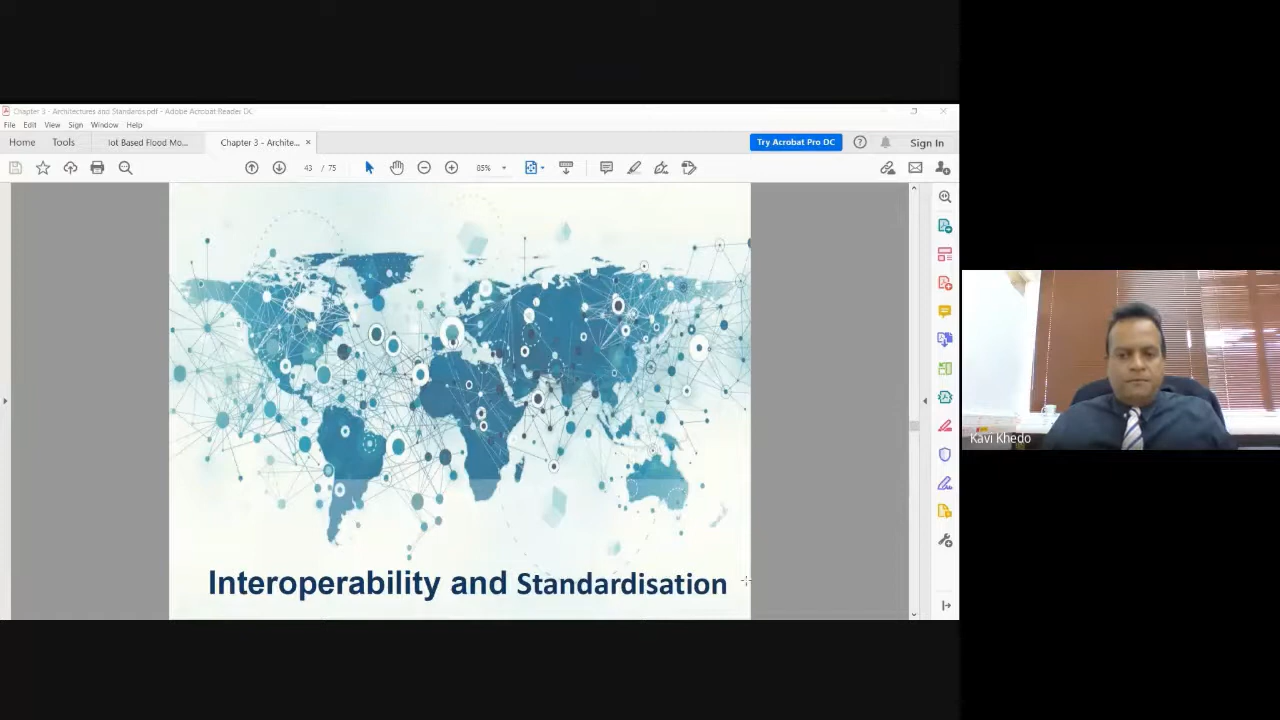 Chapter 3 - Architectures and Standards.pdf - Adobe Acrobat Reader DC
File Edit View Sign Window Help
Home Tools Iot Based Flood Mo... Chapter 3 - Archite... × Try Acrobat Pro DC Sign In
43 / 75 85%
Kavi Khedo
Interoperability and Standardisation